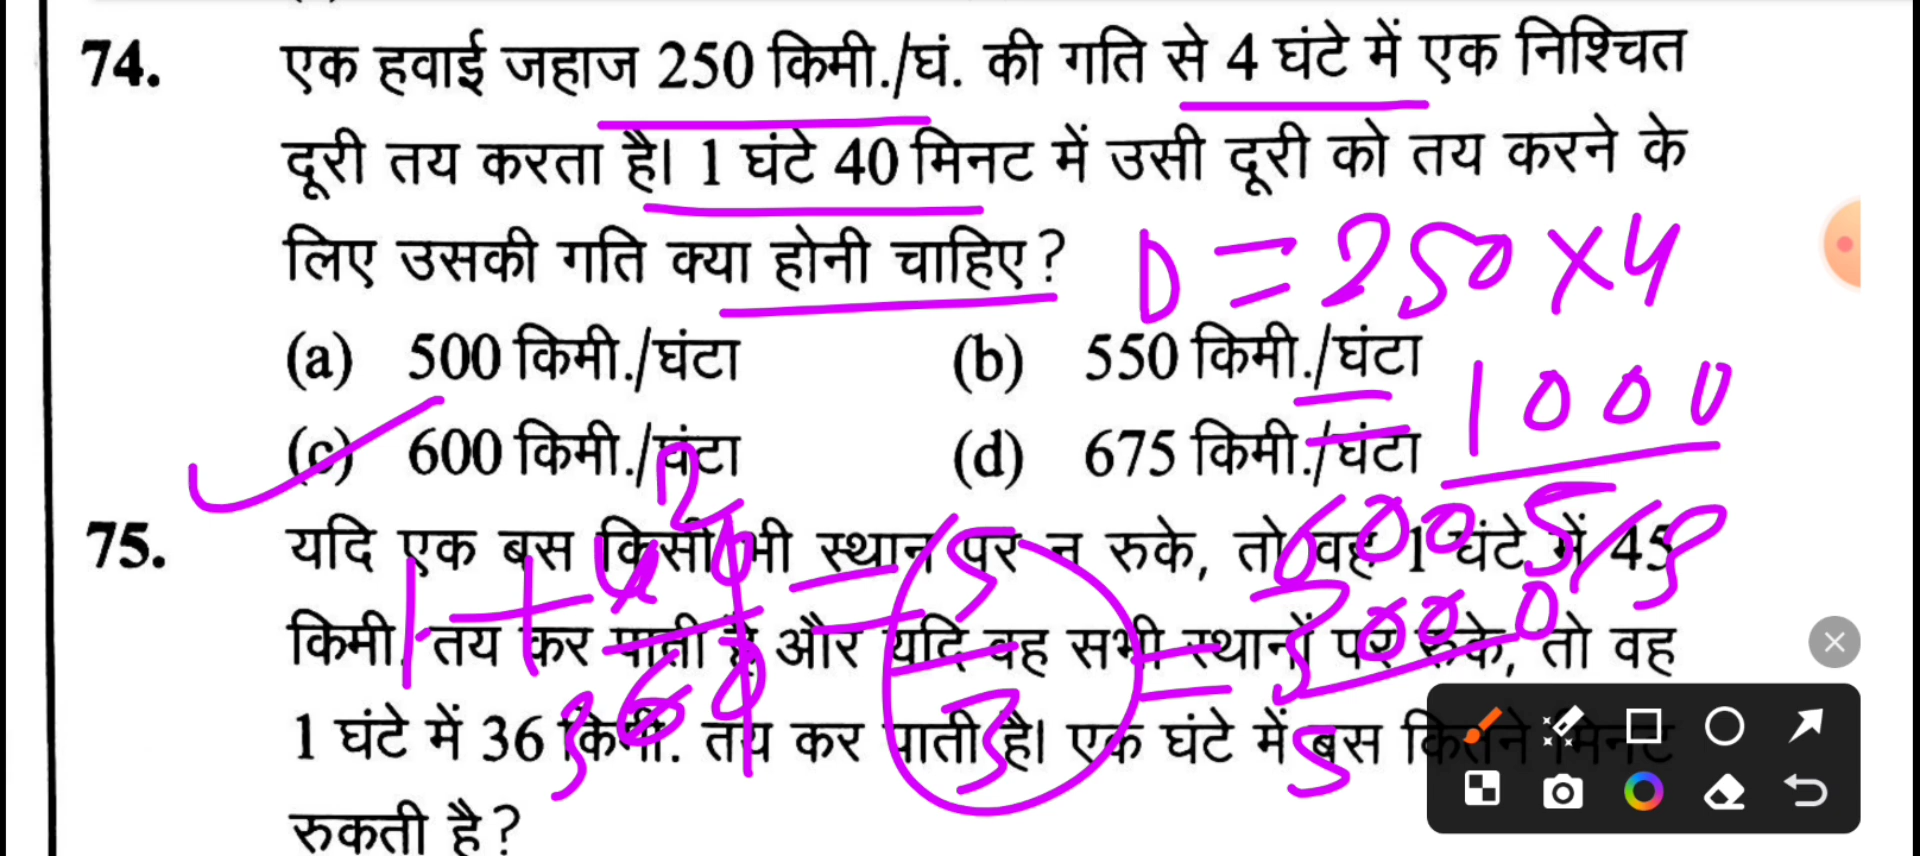 74. एक हवाई जहाज 250 किमी./घं. की गति से 4 घंटे में एक निश्चित
दूरी तय करता है। 1 घंटे 40 मिनट में उसी दूरी को तय करने के
लिए उसकी गति क्या होनी चाहिए?
D = 250 × 4
(a) 500 किमी./घंटा (b) 550 किमी./घंटा
= 1000
(c) 600 किमी./घंटा (d) 675 किमी./घंटा
75. यदि एक बस किसी भी स्थान पर न रुके, तो वह 1 घंटे में 45
किमी. तय कर पाती है और यदि वह सभी स्थानों पर रुके, तो वह
1 घंटे में 36 किमी. तय कर पाती है। एक घंटे में बस कितने मिनट
रुकती है?